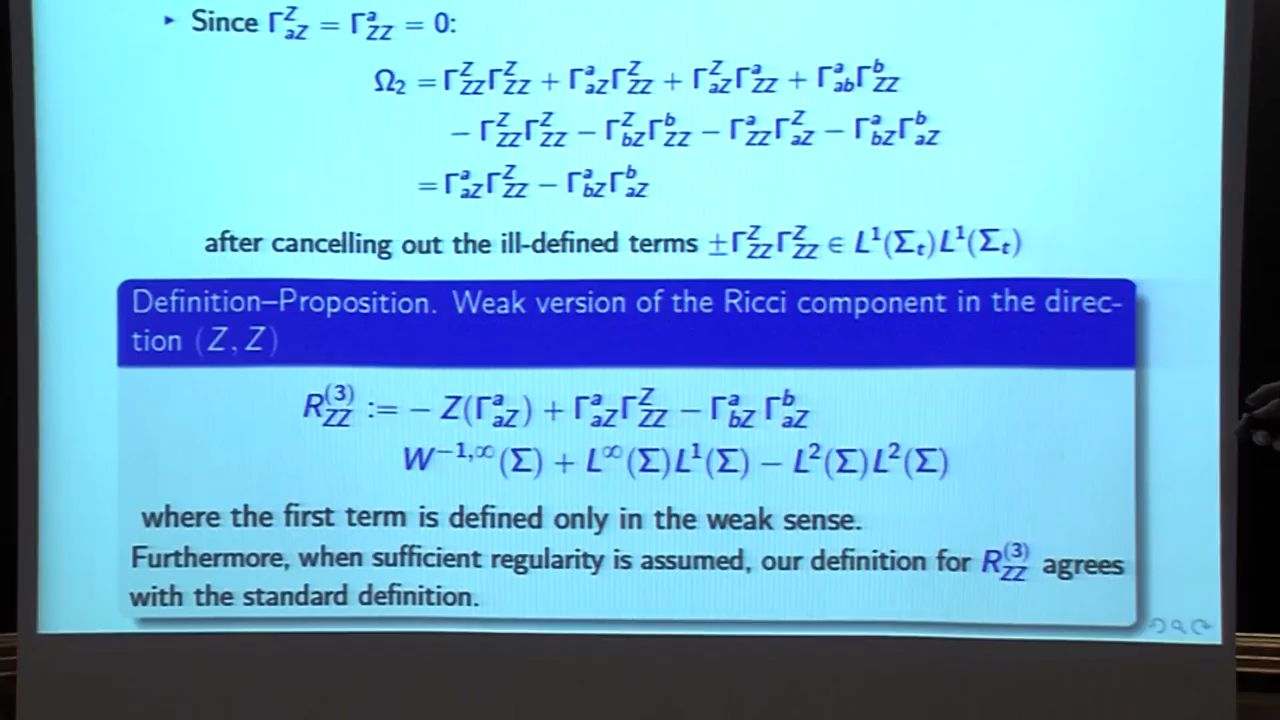 ▸ Since Γ^Z_{aZ} = Γ^a_{ZZ} = 0:
Ω_2 = Γ^Z_{ZZ}Γ^Z_{ZZ} + Γ^a_{aZ}Γ^Z_{ZZ} + Γ^Z_{aZ}Γ^a_{ZZ} + Γ^a_{ab}Γ^b_{ZZ}
− Γ^Z_{ZZ}Γ^Z_{ZZ} − Γ^Z_{bZ}Γ^b_{ZZ} − Γ^a_{ZZ}Γ^Z_{aZ} − Γ^a_{bZ}Γ^b_{aZ}
= Γ^a_{aZ}Γ^Z_{ZZ} − Γ^a_{bZ}Γ^b_{aZ}
after cancelling out the ill-defined terms ±Γ^Z_{ZZ}Γ^Z_{ZZ} ∈ L^1(Σ_t)L^1(Σ_t)
Definition–Proposition. Weak version of the Ricci component in the direc-
tion (Z, Z)
R^{(3)}_{ZZ} := − Z(Γ^a_{aZ}) + Γ^a_{aZ}Γ^Z_{ZZ} − Γ^a_{bZ} Γ^b_{aZ}
W^{−1,∞}(Σ) + L^∞(Σ)L^1(Σ) − L^2(Σ)L^2(Σ)
where the first term is defined only in the weak sense.
Furthermore, when sufficient regularity is assumed, our definition for R^{(3)}_{ZZ} agrees
with the standard definition.